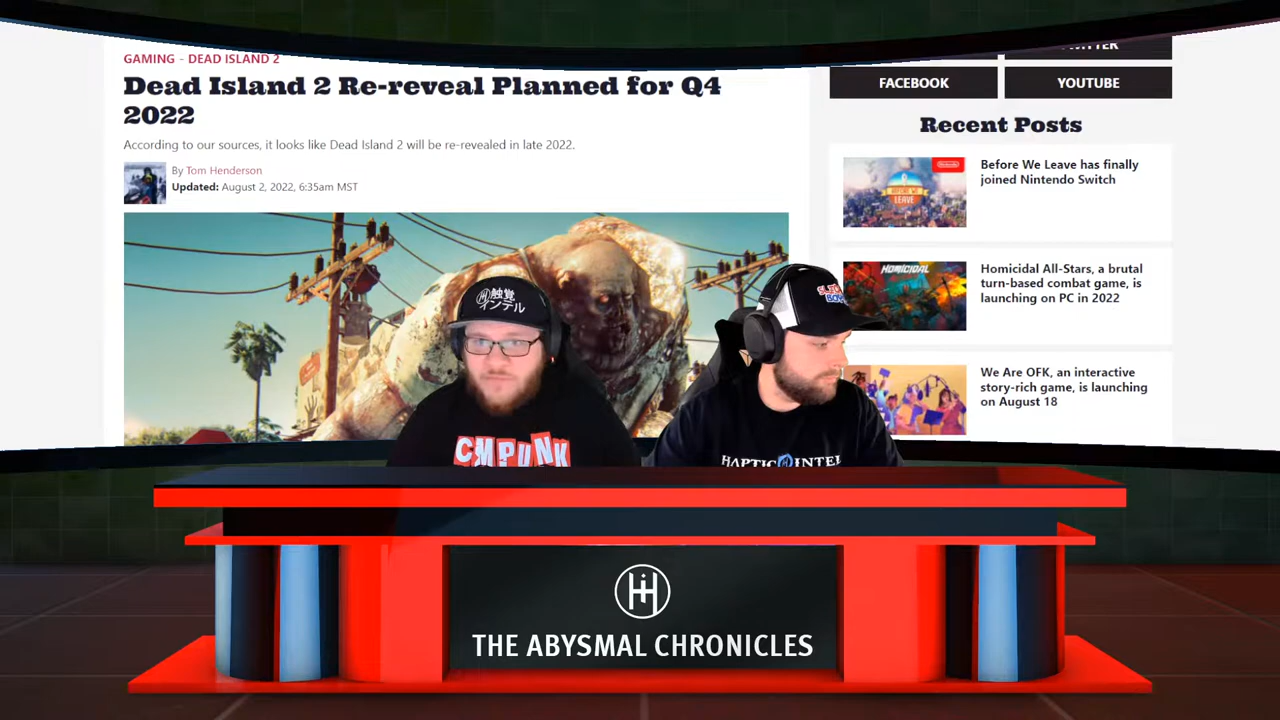 GAMING - DEAD ISLAND 2
Dead Island 2 Re-reveal Planned for Q4
2022
According to our sources, it looks like Dead Island 2 will be re-revealed in late 2022.
By Tom Henderson
Updated: August 2, 2022, 6:35am MST
FACEBOOK
YOUTUBE
Recent Posts
Before We Leave has finally
joined Nintendo Switch
BEFORE WE
LEAVE
Homicidal All-Stars, a brutal
turn-based combat game, is
launching on PC in 2022
HOMICIDAL
We Are OFK, an interactive
story-rich game, is launching
on August 18
触覚
インテル
CM PUNK
HAPTIC INTEL
THE ABYSMAL CHRONICLES